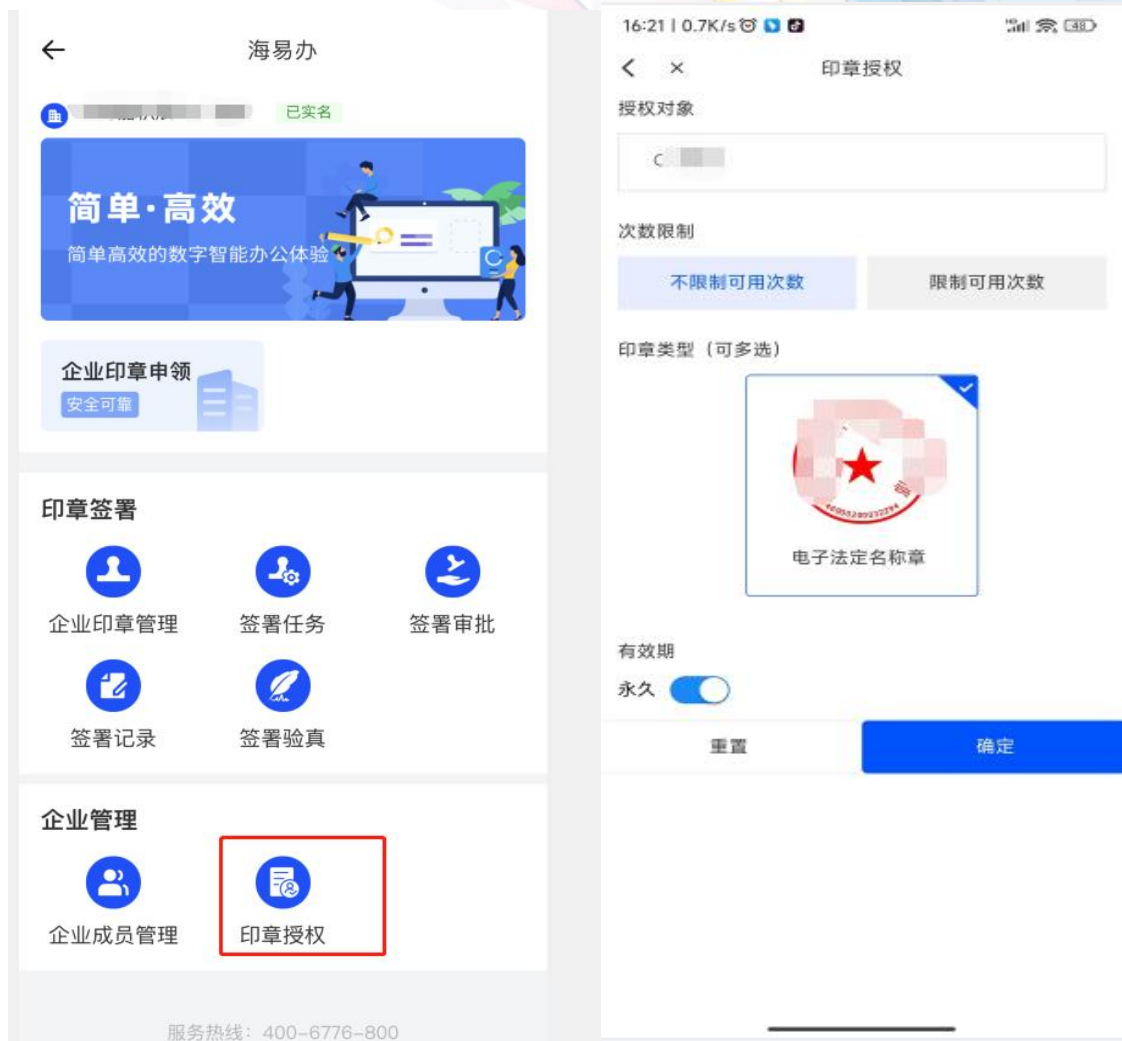 海易办
已实名
简单·高效
简单高效的数字智能办公体验
企业印章申领
安全可靠
印章签署
企业印章管理
签署任务
签署审批
签署记录
签署验真
企业管理
企业成员管理
印章授权
服务热线：400-6776-800
16:21 | 0.7K/s
48
印章授权
授权对象
C
次数限制
不限制可用次数
限制可用次数
印章类型（可多选）
电子法定名称章
有效期
永久
重置
确定